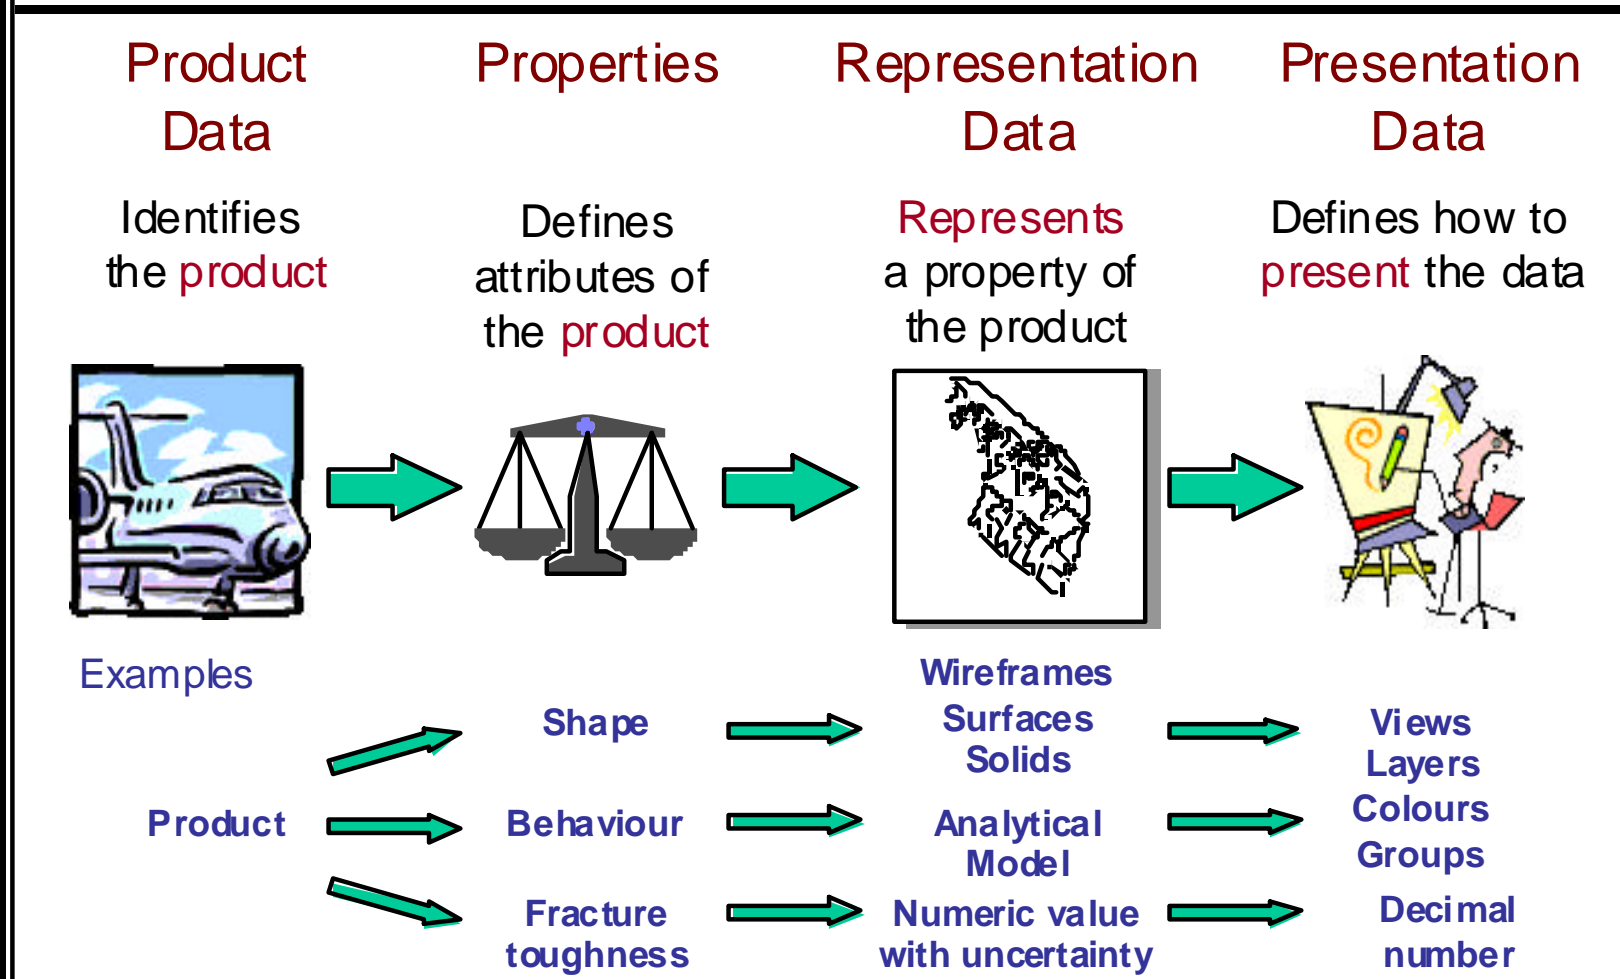 Product
Data
Properties
Representation
Data
Presentation
Data
Identifies
the product
Defines
attributes of
the product
Represents
a property of
the product
Defines how to
present the data
Examples
Product
Shape
Wireframes
Surfaces
Solids
Views
Layers
Behaviour
Analytical
Model
Colours
Groups
Fracture
toughness
Numeric value
with uncertainty
Decimal
number